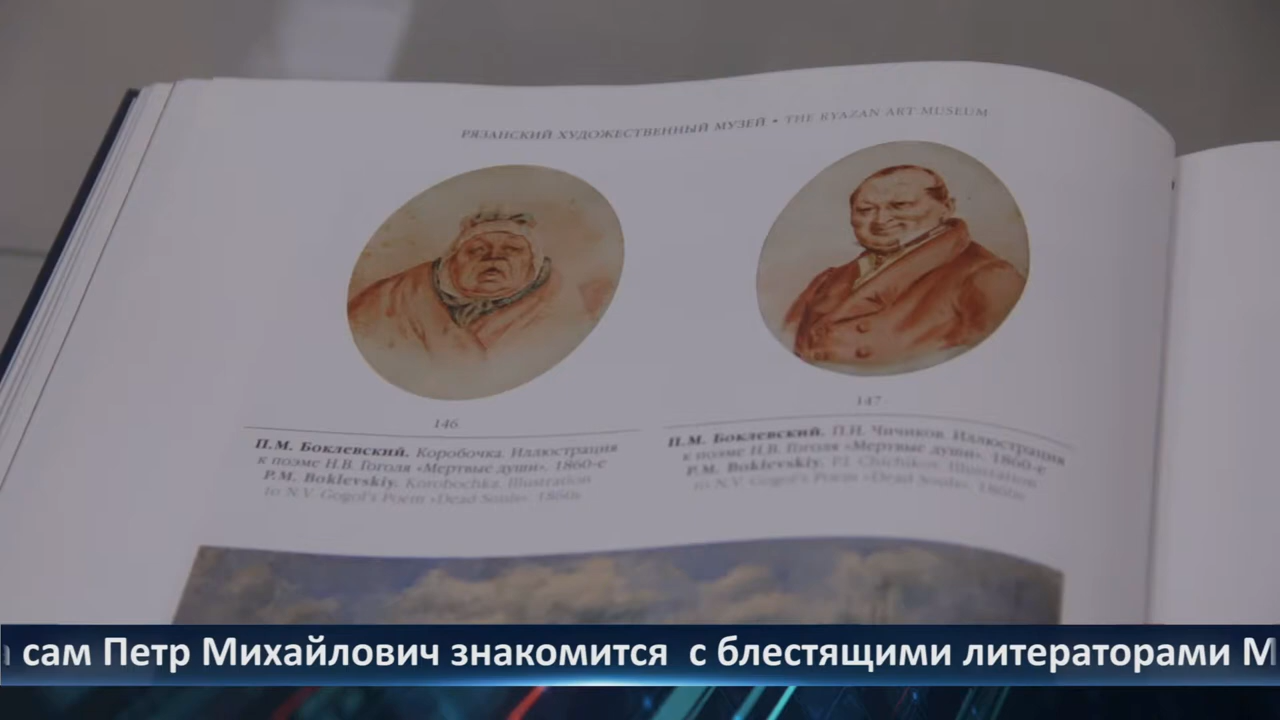 РЯЗАНСКИЙ ХУДОЖЕСТВЕННЫЙ МУЗЕЙ • THE RYAZAN ART MUSEUM
146
П.М. Боклевский. Коробочка. Иллюстрация
к поэме Н.В. Гоголя «Мертвые души». 1860-е
P.M. Boklevskiy. Korobochka. Illustration
to N.V. Gogol's Poem «Dead Souls». 1860s
147
П.М. Боклевский. П.И. Чичиков. Иллюстрация
к поэме Н.В. Гоголя «Мертвые души». 1860-е
P.M. Boklevskiy. P.I. Chichikov. Illustration
to N.V. Gogol's Poem «Dead Souls». 1860s
сам Петр Михайлович знакомится с блестящими литераторами М